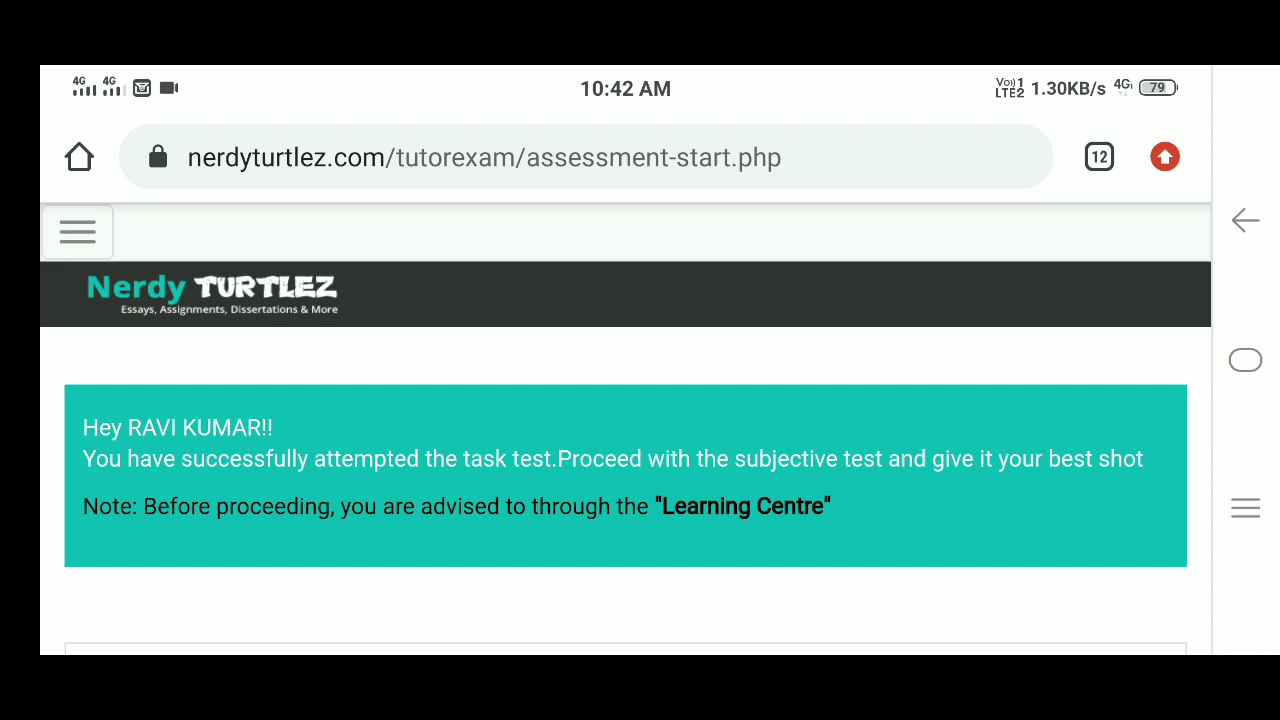 4G 4G 10:42 AM Vo)) 1 LTE2 1.30KB/s 4G 79
nerdyturtlez.com/tutorexam/assessment-start.php 12
Nerdy TURTLEZ
Essays, Assignments, Dissertations & More
Hey RAVI KUMAR!!
You have successfully attempted the task test.Proceed with the subjective test and give it your best shot
Note: Before proceeding, you are advised to through the "Learning Centre"